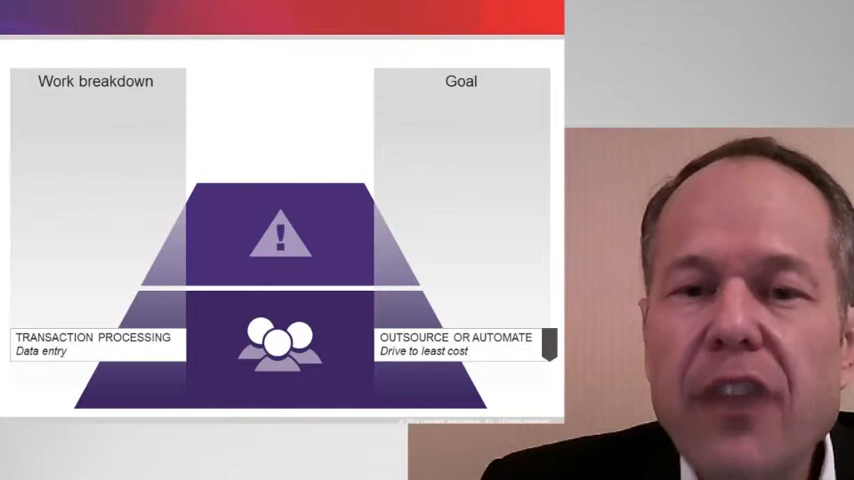 Work breakdown
Goal
TRANSACTION PROCESSING
Data entry
OUTSOURCE OR AUTOMATE
Drive to least cost